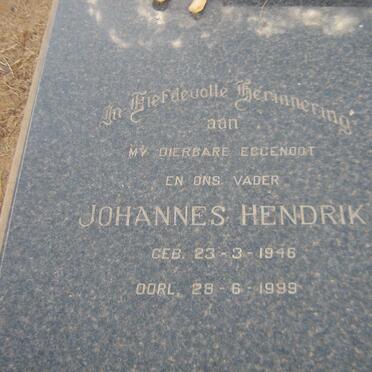 In Liefdevolle Herinnering
aan
MY DIERBARE EGGENOOT
EN ONS VADER
JOHANNES HENDRIK
GEB. 23-3-1946
OORL. 28-6-1999